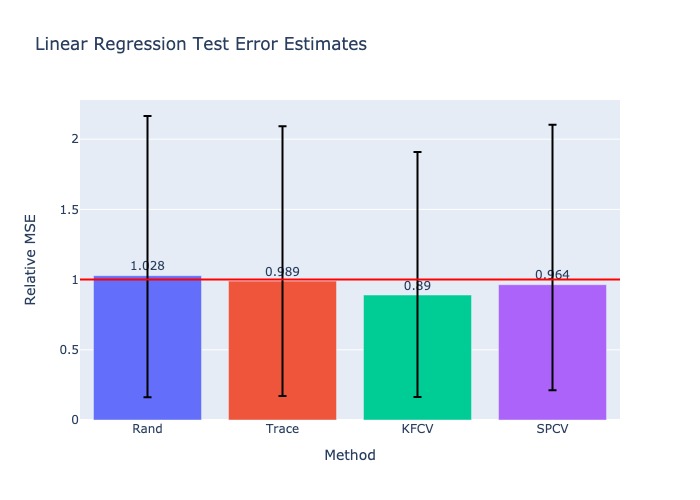 Linear Regression Test Error Estimates
Relative MSE
2
1.5
1
0.5
0
1.028
0.989
0.89
0.964
Rand Trace KFCV SPCV
Method